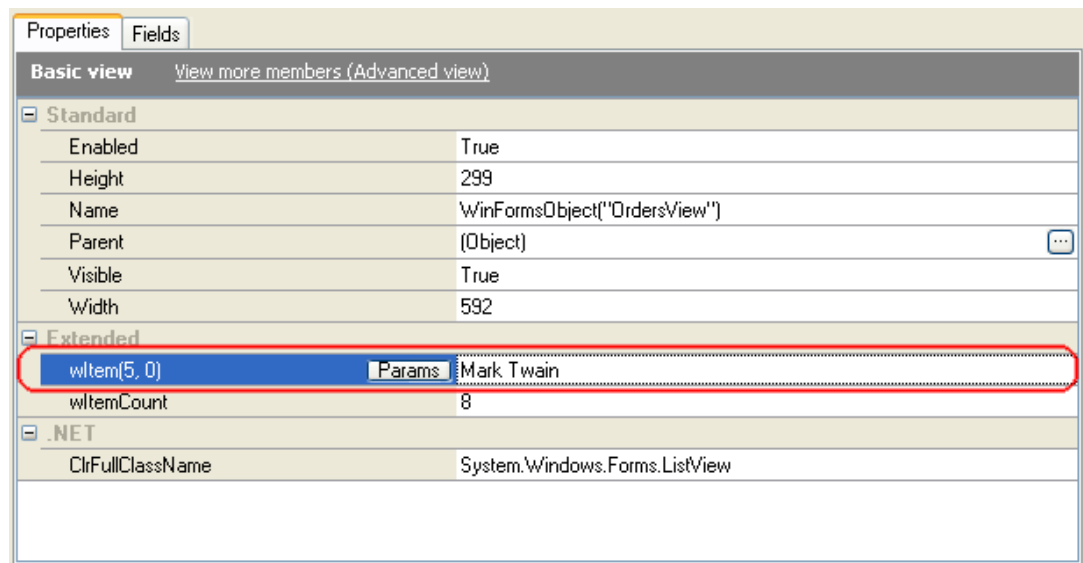 Properties Fields
Basic view View more members (Advanced view)
Standard
Enabled True
Height 299
Name WinFormsObject("OrdersView")
Parent (Object) ...
Visible True
Width 592
Extended
wItem(5, 0) Params Mark Twain
wItemCount 8
.NET
ClrFullClassName System.Windows.Forms.ListView